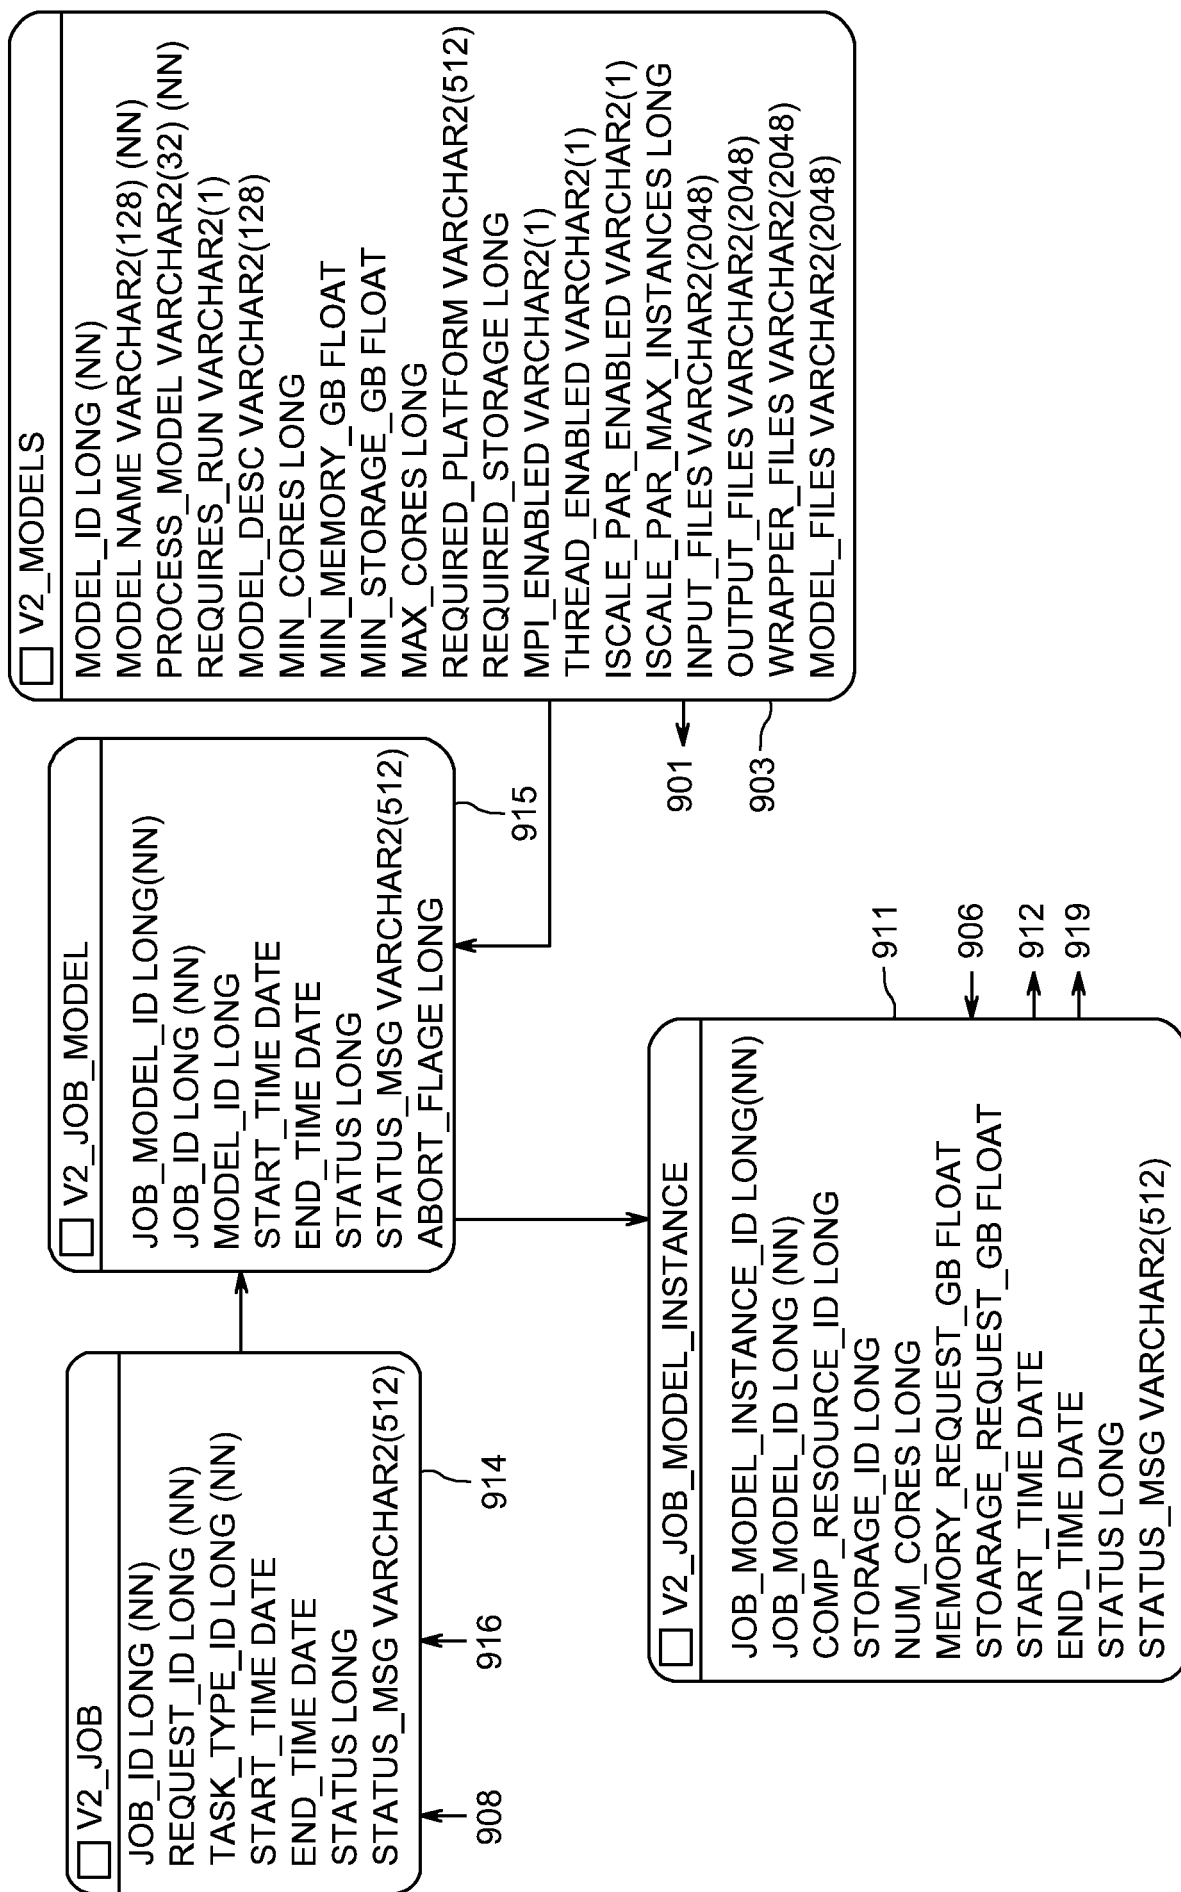 V2_JOB
JOB_ID LONG (NN)
REQUEST_ID LONG (NN)
TASK_TYPE_ID LONG (NN)
START_TIME DATE
END_TIME DATE
STATUS LONG
STATUS_MSG VARCHAR2(512)
908
916
914
V2_JOB_MODEL
JOB_MODEL_ID LONG(NN)
JOB_ID LONG (NN)
MODEL_ID LONG
START_TIME DATE
END_TIME DATE
STATUS LONG
STATUS_MSG VARCHAR2(512)
ABORT_FLAGE LONG
915
V2_MODELS
MODEL_ID LONG (NN)
MODEL NAME VARCHAR2(128) (NN)
PROCESS_MODEL VARCHAR2(32) (NN)
REQUIRES_RUN VARCHAR2(1)
MODEL_DESC VARCHAR2(128)
MIN_CORES LONG
MIN_MEMORY_GB FLOAT
MIN_STORAGE_GB FLOAT
MAX_CORES LONG
REQUIRED_PLATFORM VARCHAR2(512)
REQUIRED_STORAGE LONG
MPI_ENABLED VARCHAR2(1)
THREAD_ENABLED VARCHAR2(1)
ISCALE_PAR_ENABLED VARCHAR2(1)
ISCALE_PAR_MAX_INSTANCES LONG
INPUT_FILES VARCHAR2(2048)
OUTPUT_FILES VARCHAR2(2048)
WRAPPER_FILES VARCHAR2(2048)
MODEL_FILES VARCHAR2(2048)
901
903
V2_JOB_MODEL_INSTANCE
JOB_MODEL_INSTANCE_ID LONG(NN)
JOB_MODEL_ID LONG (NN)
COMP_RESOURCE_ID LONG
STORAGE_ID LONG
NUM_CORES LONG
MEMORY_REQUEST_GB FLOAT
STOARAGE_REQUEST_GB FLOAT
START_TIME DATE
END_TIME DATE
STATUS LONG
STATUS_MSG VARCHAR2(512)
911
906
912
919